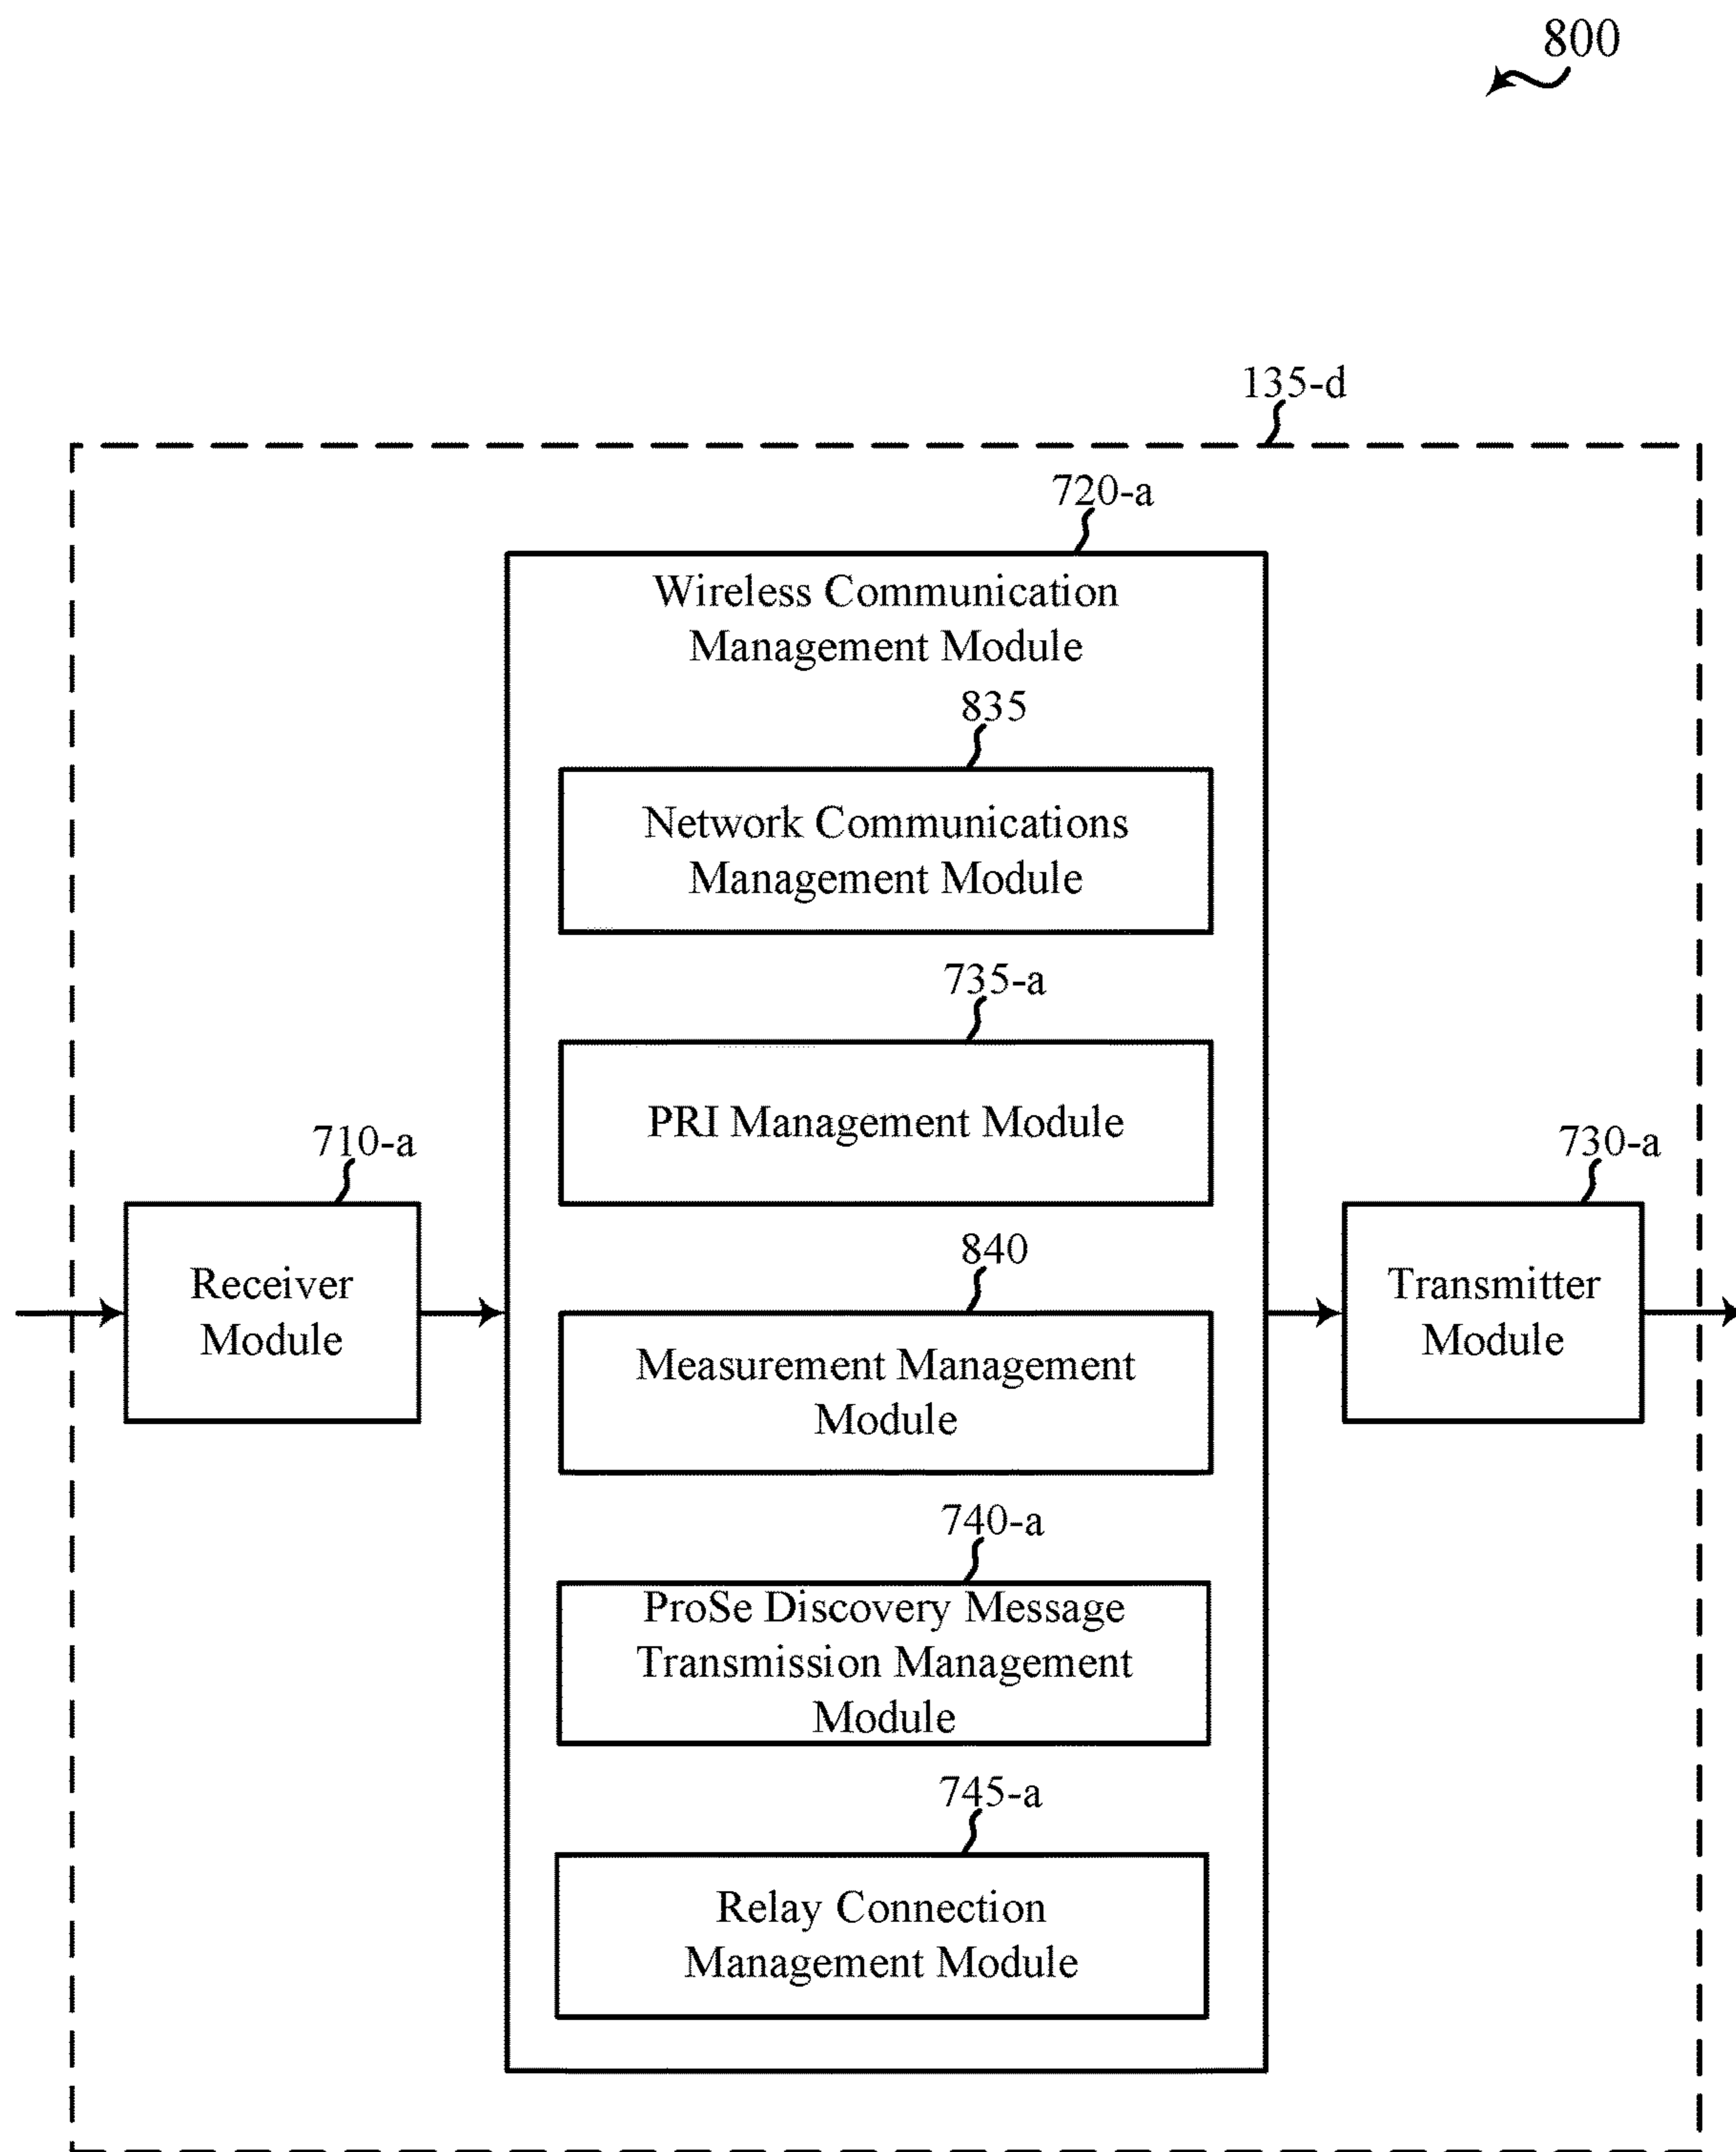 800
135-d
720-a
Wireless Communication
Management Module
835
Network Communications
Management Module
735-a
PRI Management Module
710-a
Receiver
Module
840
Measurement Management
Module
730-a
Transmitter
Module
740-a
ProSe Discovery Message
Transmission Management
Module
745-a
Relay Connection
Management Module